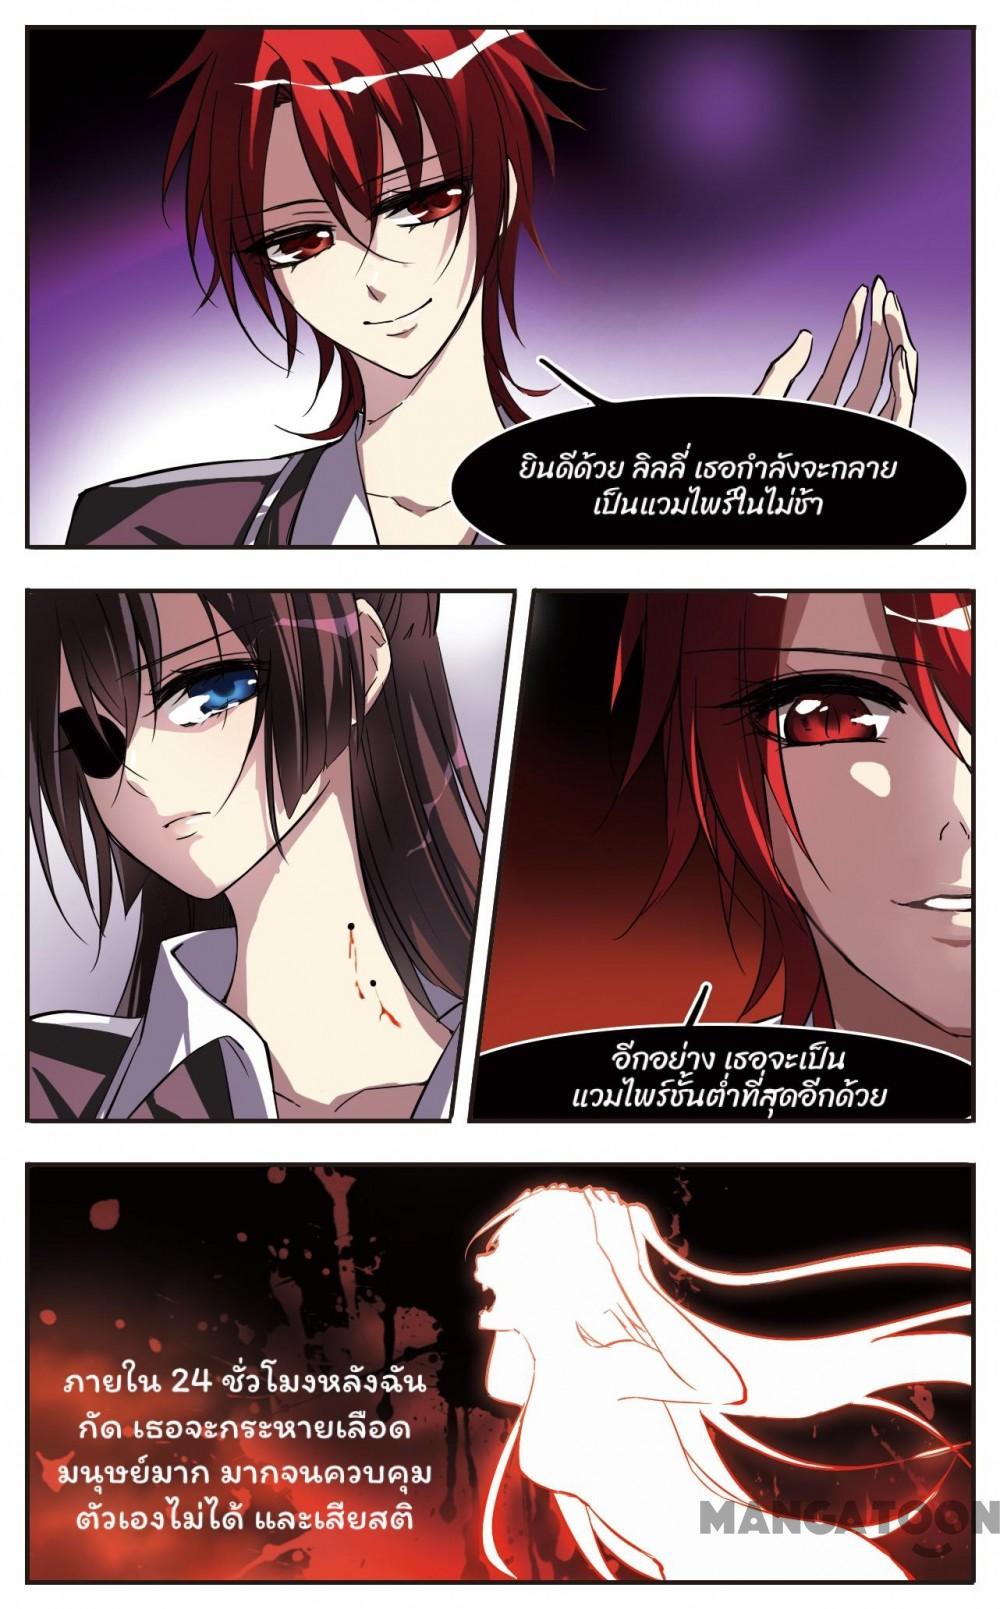 ยินดีด้วย ลิลลี่ เธอกำลังจะกลาย
เป็นแวมไพร์ในไม่ช้า
อีกอย่าง เธอจะเป็น
แวมไพร์ชั้นต่ำที่สุดอีกด้วย
ภายใน 24 ชั่วโมงหลังฉัน
กัด เธอจะกระหายเลือด
มนุษย์มาก มากจนควบคุม
ตัวเองไม่ได้ และเสียสติ
MANGATOON